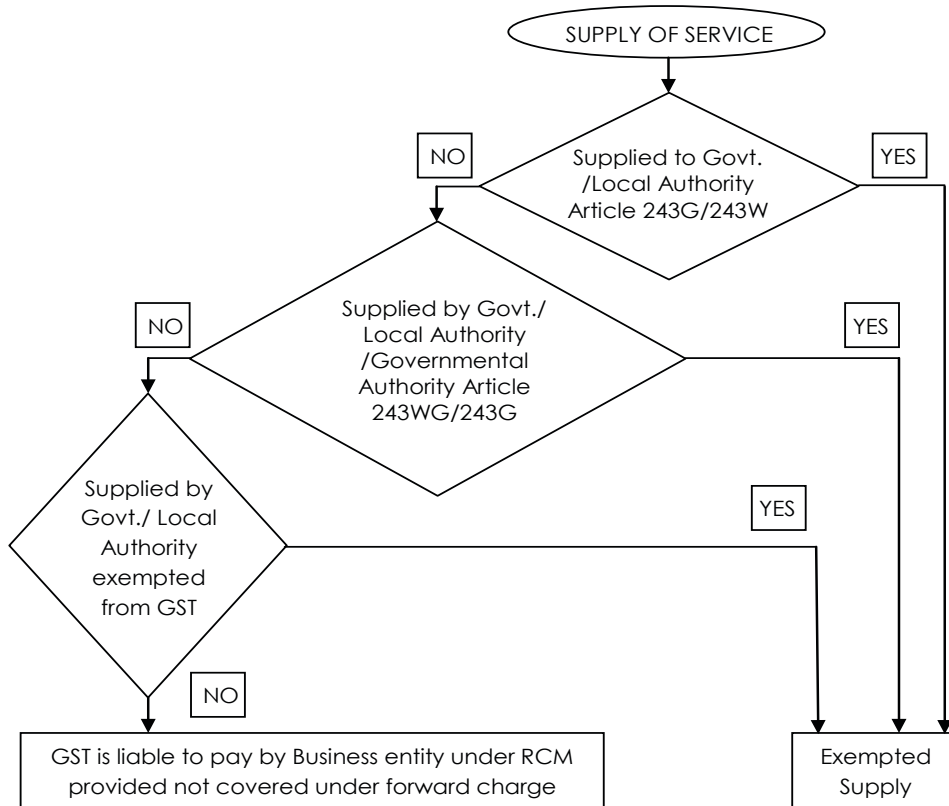 SUPPLY OF SERVICE
NO
Supplied to Govt.
/Local Authority
Article 243G/243W
YES
NO
Supplied by Govt./
Local Authority
/Governmental
Authority Article
243WG/243G
YES
Supplied by
Govt./ Local
Authority
exempted
from GST
YES
NO
GST is liable to pay by Business entity under RCM
provided not covered under forward charge
Exempted
Supply